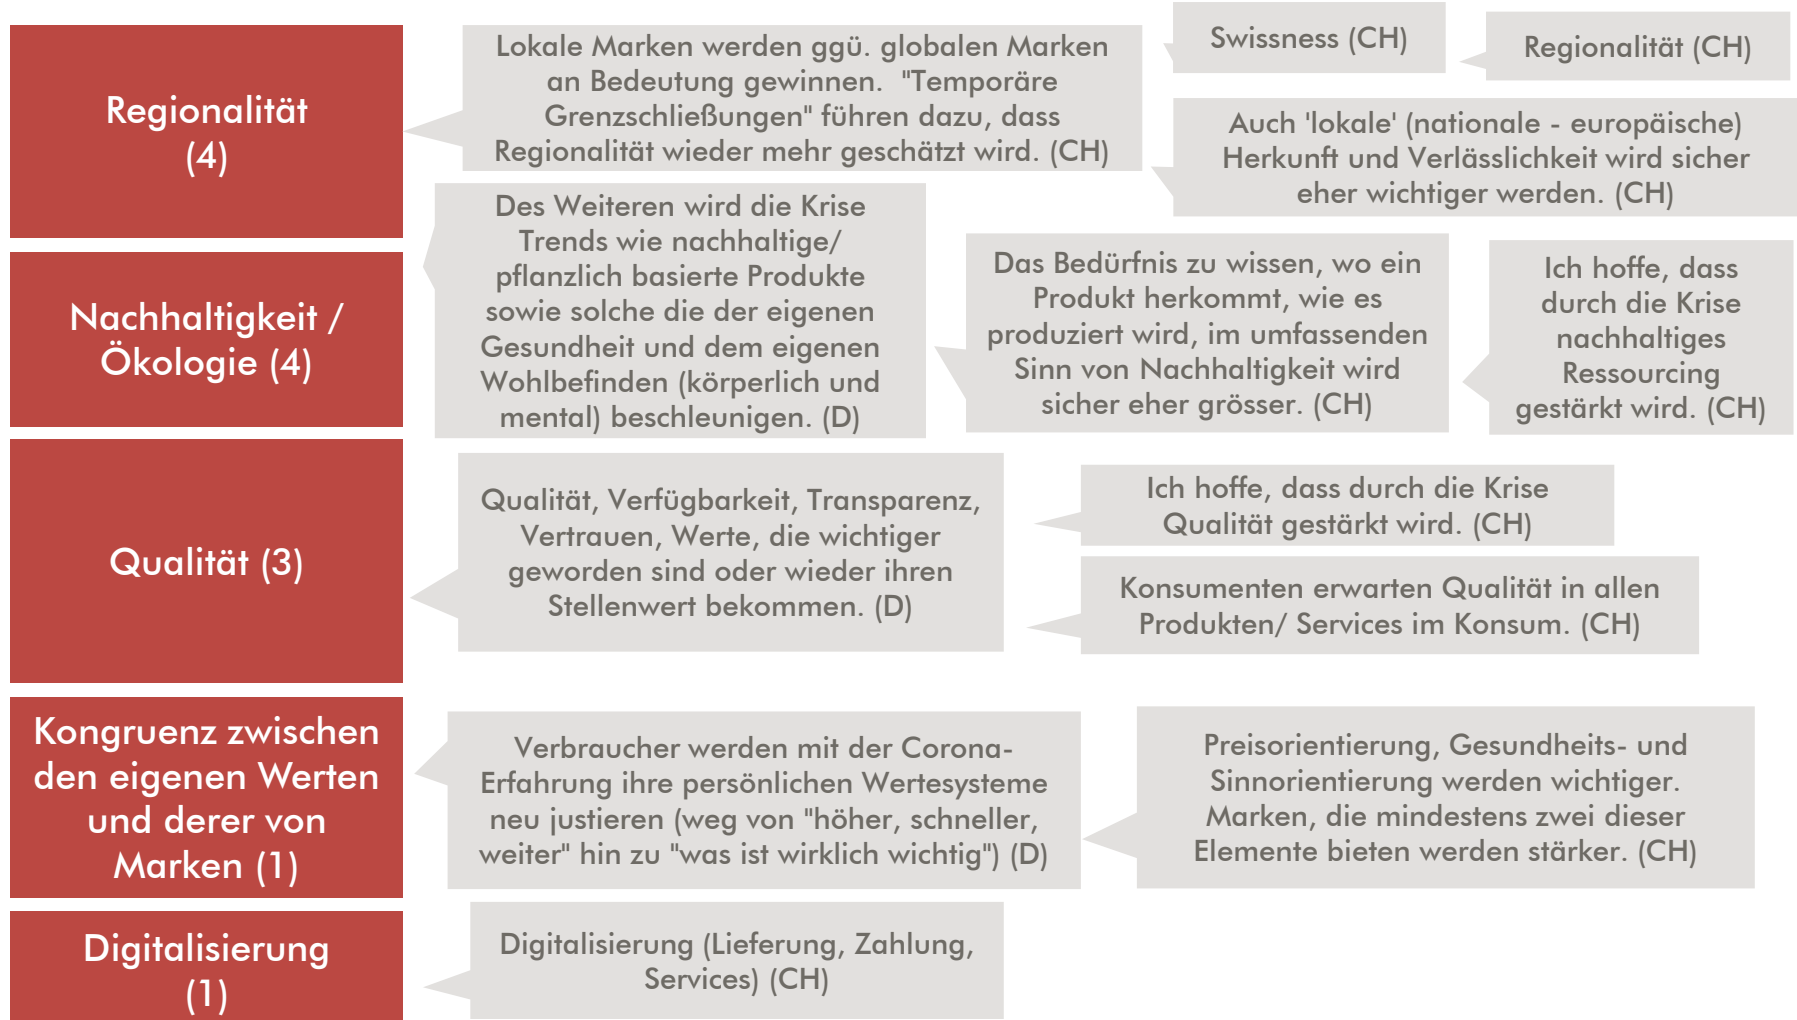 Regionalität
(4)
Lokale Marken werden ggü. globalen Marken
an Bedeutung gewinnen.  "Temporäre
Grenzschließungen" führen dazu, dass
Regionalität wieder mehr geschätzt wird. (CH)
Swissness (CH)
Regionalität (CH)
Auch 'lokale' (nationale - europäische)
Herkunft und Verlässlichkeit wird sicher
eher wichtiger werden. (CH)
Nachhaltigkeit /
Ökologie (4)
Des Weiteren wird die Krise
Trends wie nachhaltige/
pflanzlich basierte Produkte
sowie solche die der eigenen
Gesundheit und dem eigenen
Wohlbefinden (körperlich und
mental) beschleunigen. (D)
Das Bedürfnis zu wissen, wo ein
Produkt herkommt, wie es
produziert wird, im umfassenden
Sinn von Nachhaltigkeit wird
sicher eher grösser. (CH)
Ich hoffe, dass
durch die Krise
nachhaltiges
Ressourcing
gestärkt wird. (CH)
Qualität (3)
Qualität, Verfügbarkeit, Transparenz,
Vertrauen, Werte, die wichtiger
geworden sind oder wieder ihren
Stellenwert bekommen. (D)
Ich hoffe, dass durch die Krise
Qualität gestärkt wird. (CH)
Konsumenten erwarten Qualität in allen
Produkten/ Services im Konsum. (CH)
Kongruenz zwischen
den eigenen Werten
und derer von
Marken (1)
Verbraucher werden mit der Corona-
Erfahrung ihre persönlichen Wertesysteme
neu justieren (weg von "höher, schneller,
weiter" hin zu "was ist wirklich wichtig") (D)
Preisorientierung, Gesundheits- und
Sinnorientierung werden wichtiger.
Marken, die mindestens zwei dieser
Elemente bieten werden stärker. (CH)
Digitalisierung
(1)
Digitalisierung (Lieferung, Zahlung,
Services) (CH)